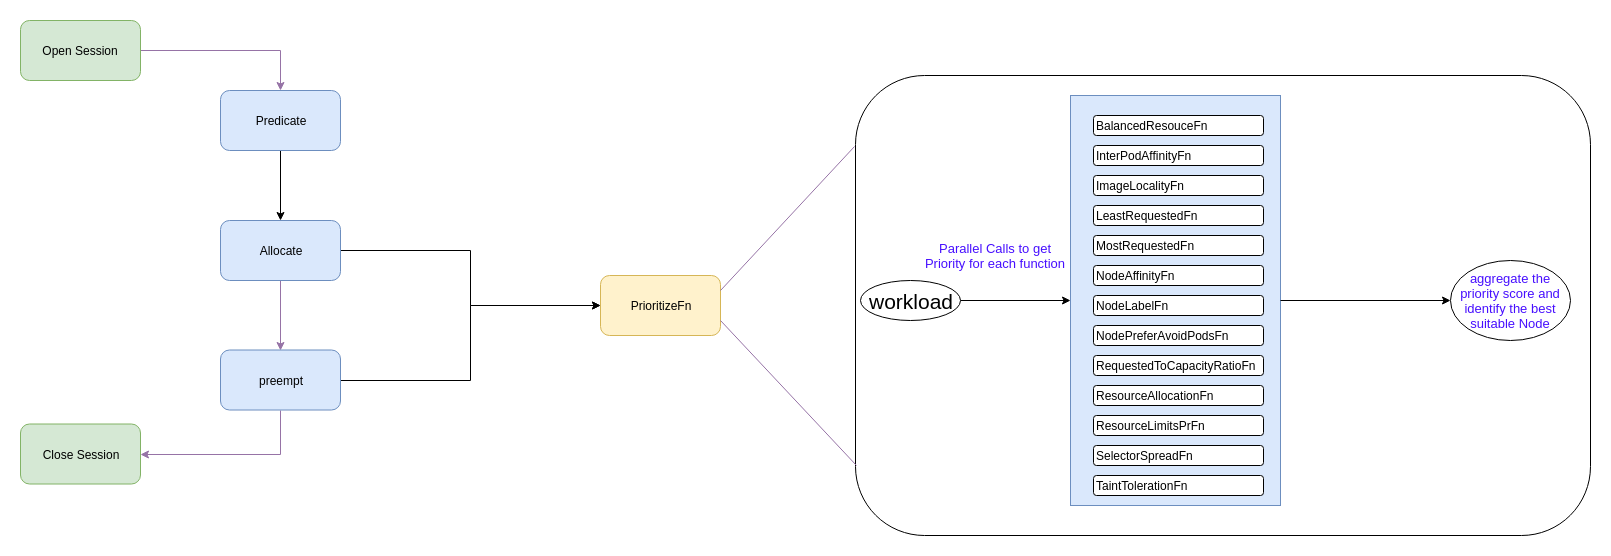 Open Session
Predicate
Allocate
preempt
Close Session
PrioritizeFn
workload
Parallel Calls to get
Priority for each function
BalancedResouceFn
InterPodAffinityFn
ImageLocalityFn
LeastRequestedFn
MostRequestedFn
NodeAffinityFn
NodeLabelFn
NodePreferAvoidPodsFn
RequestedToCapacityRatioFn
ResourceAllocationFn
ResourceLimitsPrFn
SelectorSpreadFn
TaintTolerationFn
aggregate the
priority score and
identify the best
suitable Node